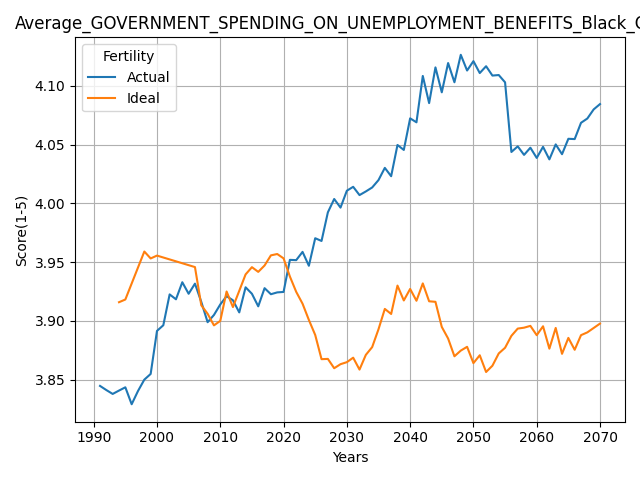 Average_GOVERNMENT_SPENDING_ON_UNEMPLOYMENT_BENEFITS_Black_
Fertility
Actual
Ideal
4.10
4.05
4.00
3.95
3.90
3.85
Score(1-5)
1990 2000 2010 2020 2030 2040 2050 2060 2070
Years